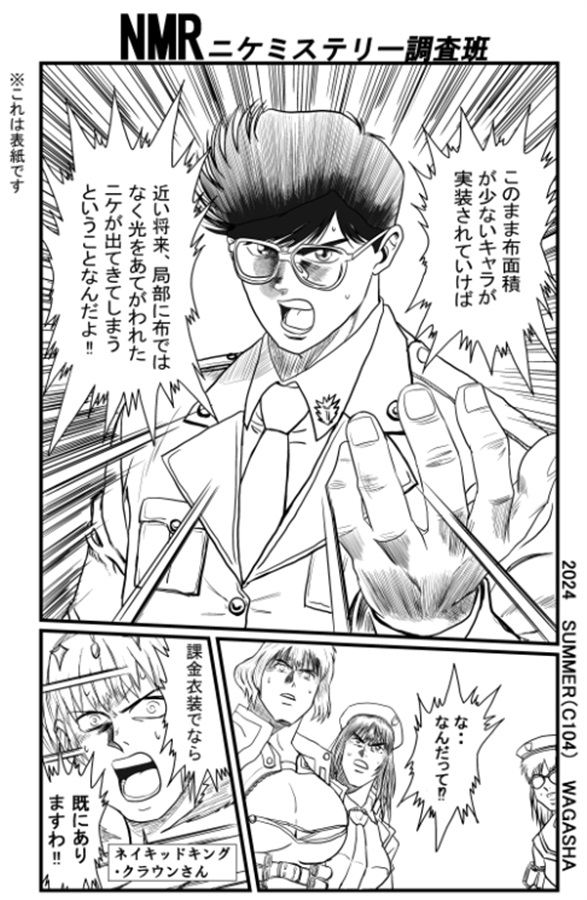 NMRニケミステリー調査班
※これは表紙です
このまま布面積
が少ないキャラが
実装されていけば
近い将来、局部に布では
なく光をあてがわれた
ニケが出てきてしまう
ということなんだよ!!
な・・
なんだって!?
課金衣装でなら
既にあり
ますわ!!
ネイキッドキング
・クラウンさん
2024 SUMMER(C104) WAGASHA